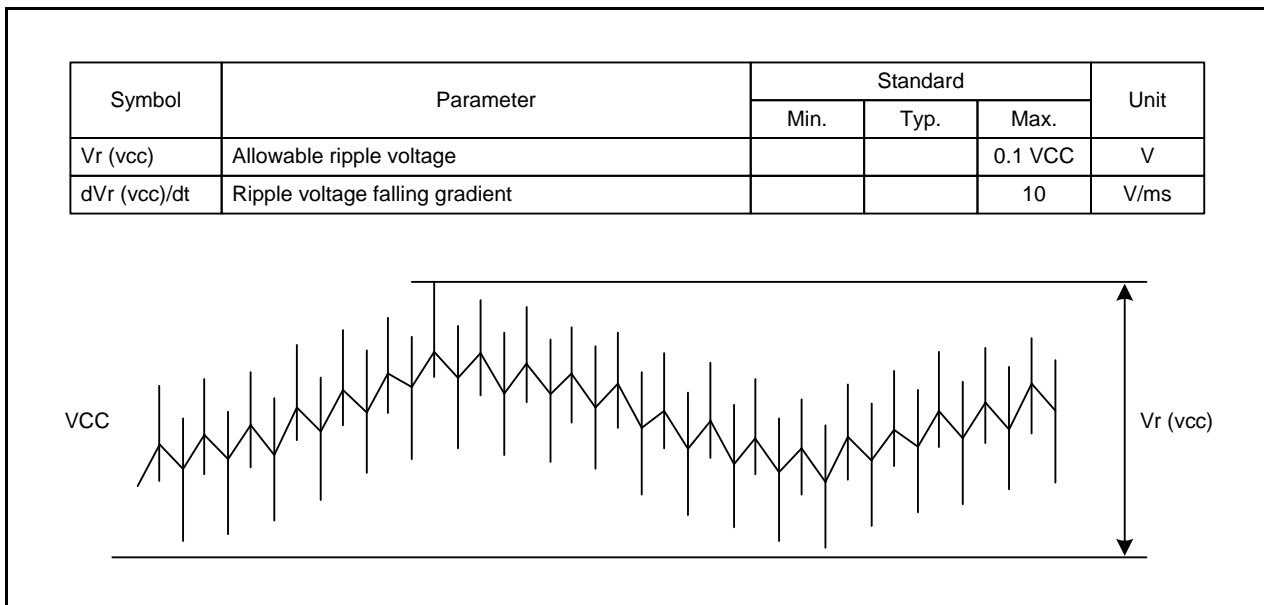 Symbol Parameter Standard Unit
Min. Typ. Max.
Vr (vcc) Allowable ripple voltage 0.1 VCC V
dVr (vcc)/dt Ripple voltage falling gradient 10 V/ms
VCC Vr (vcc)